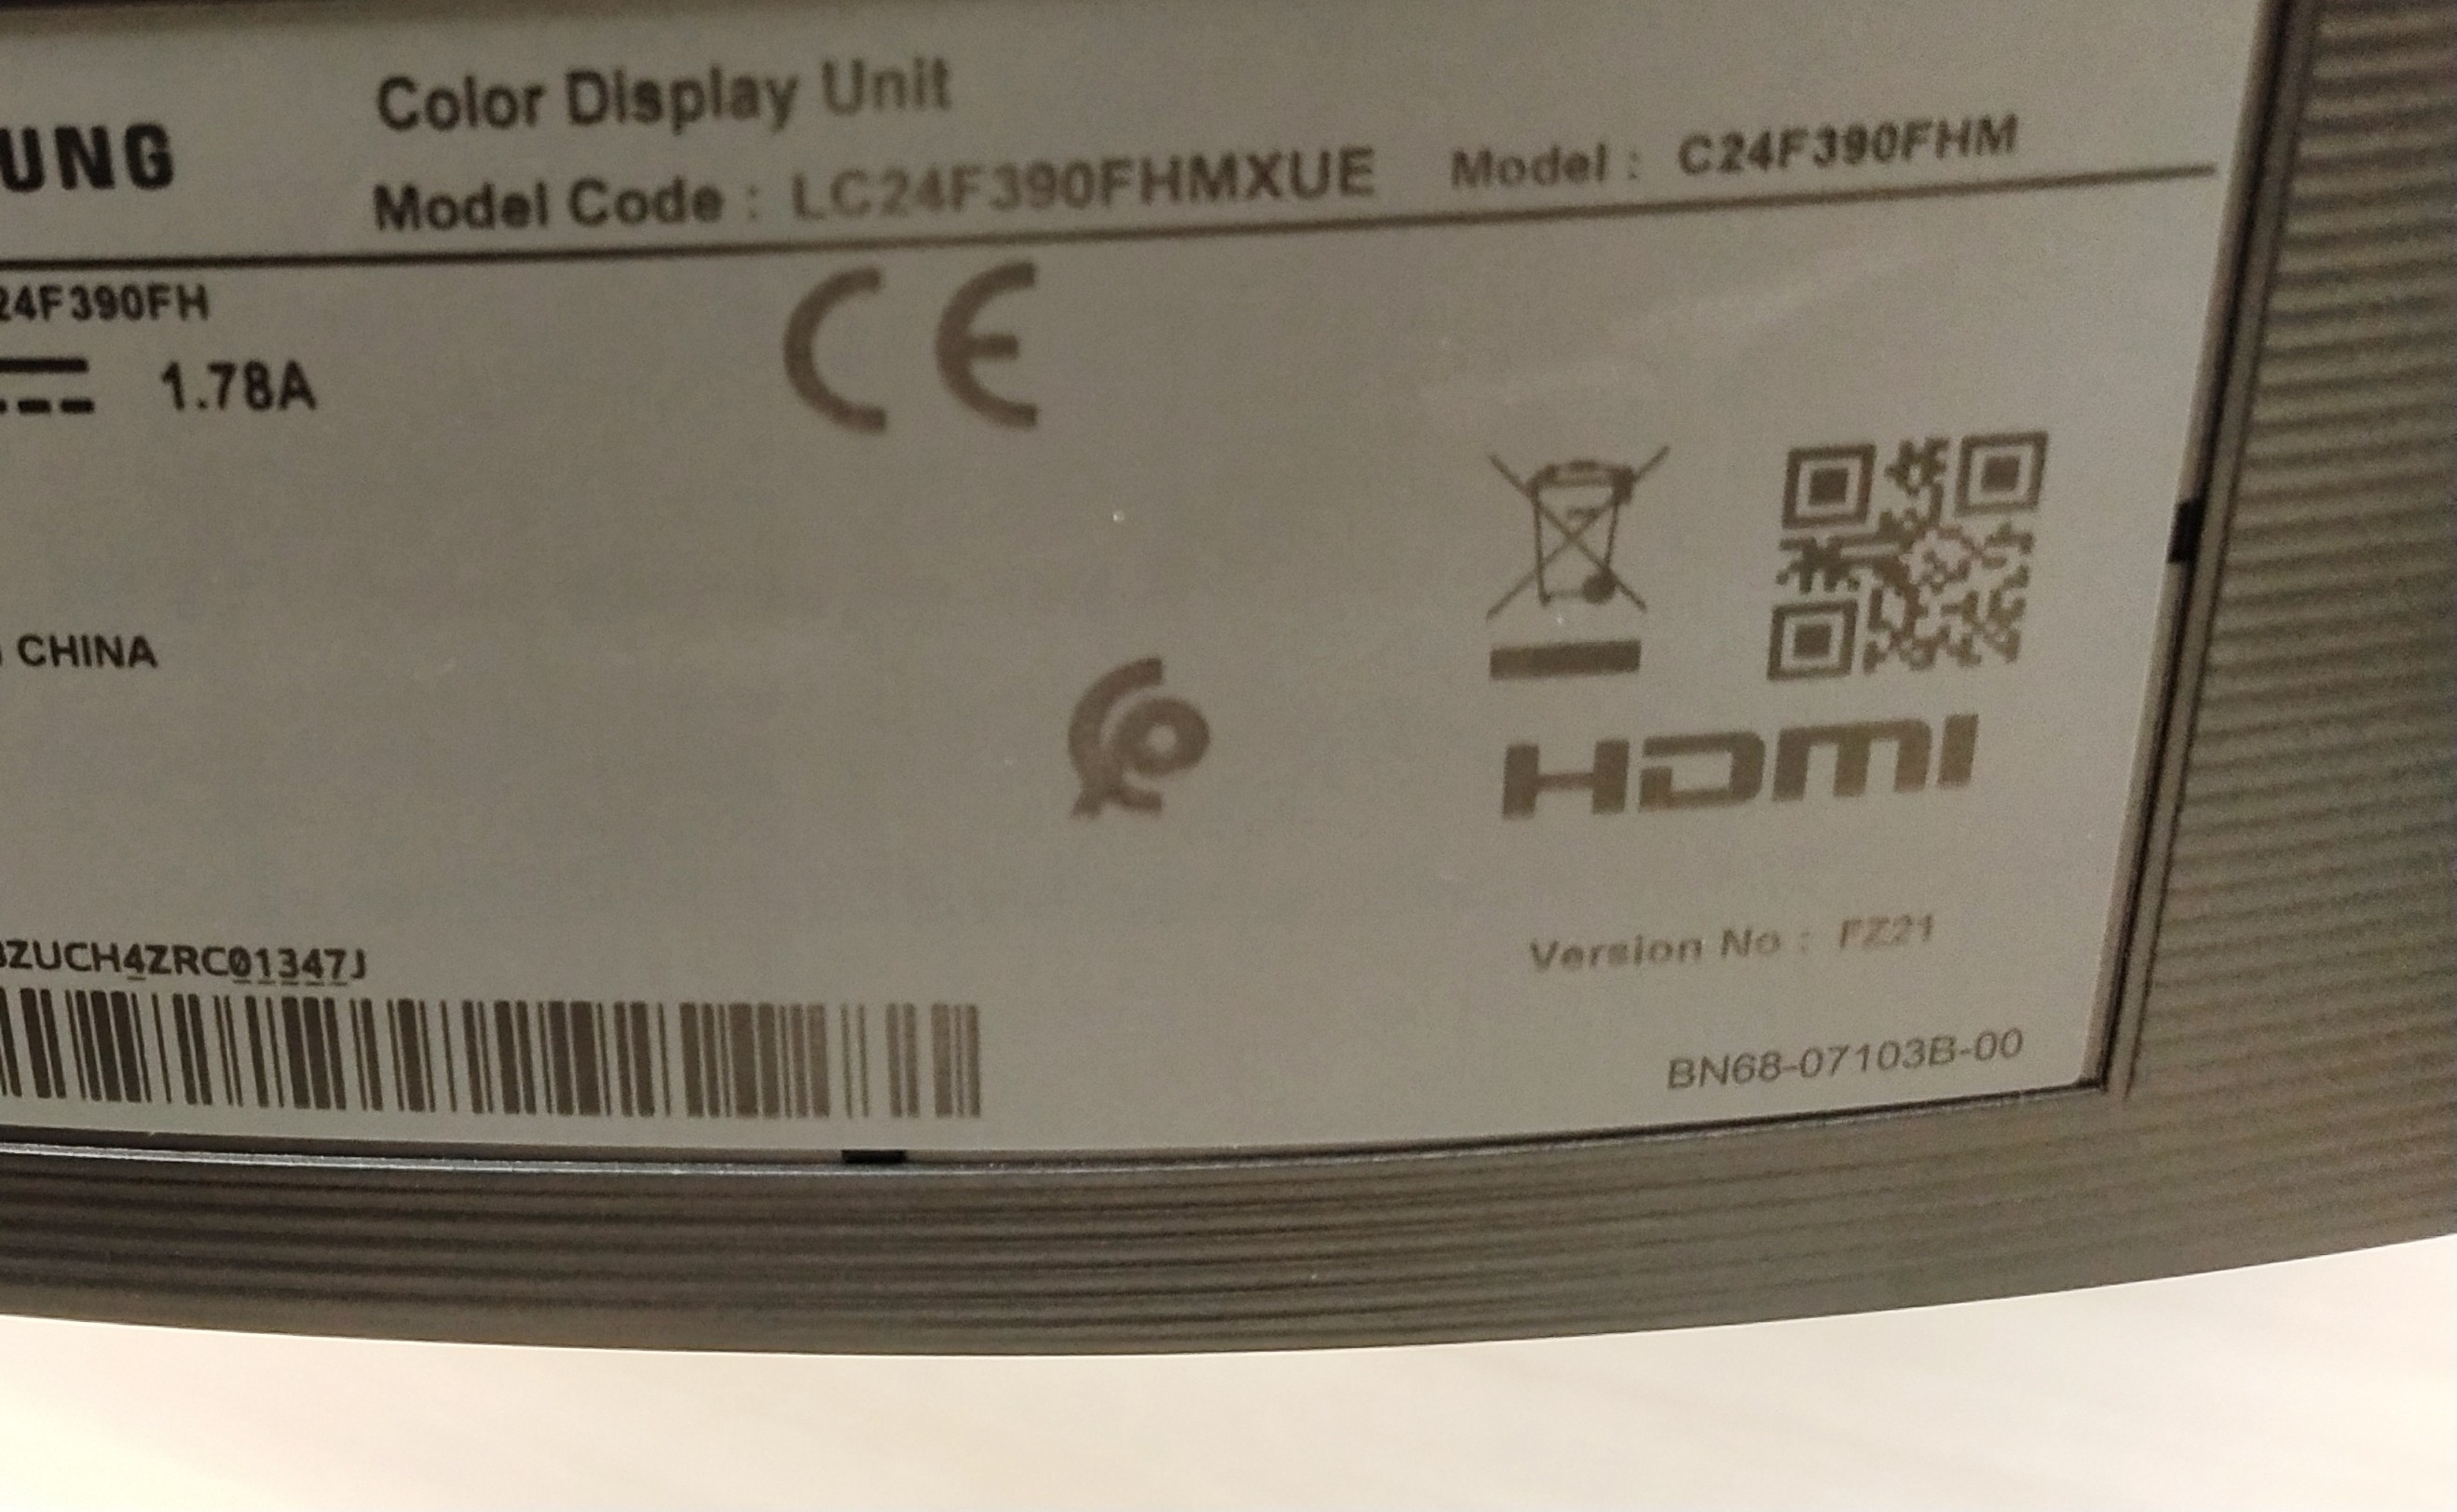 UNG
Color Display Unit
Model Code : LC24F390FHMXUE Model : C24F390FHM
24F390FH
1.78A
CE
CHINA
HDMI
ZUCH4ZRC01347J
Version No : FZ21
BN68-07103B-00